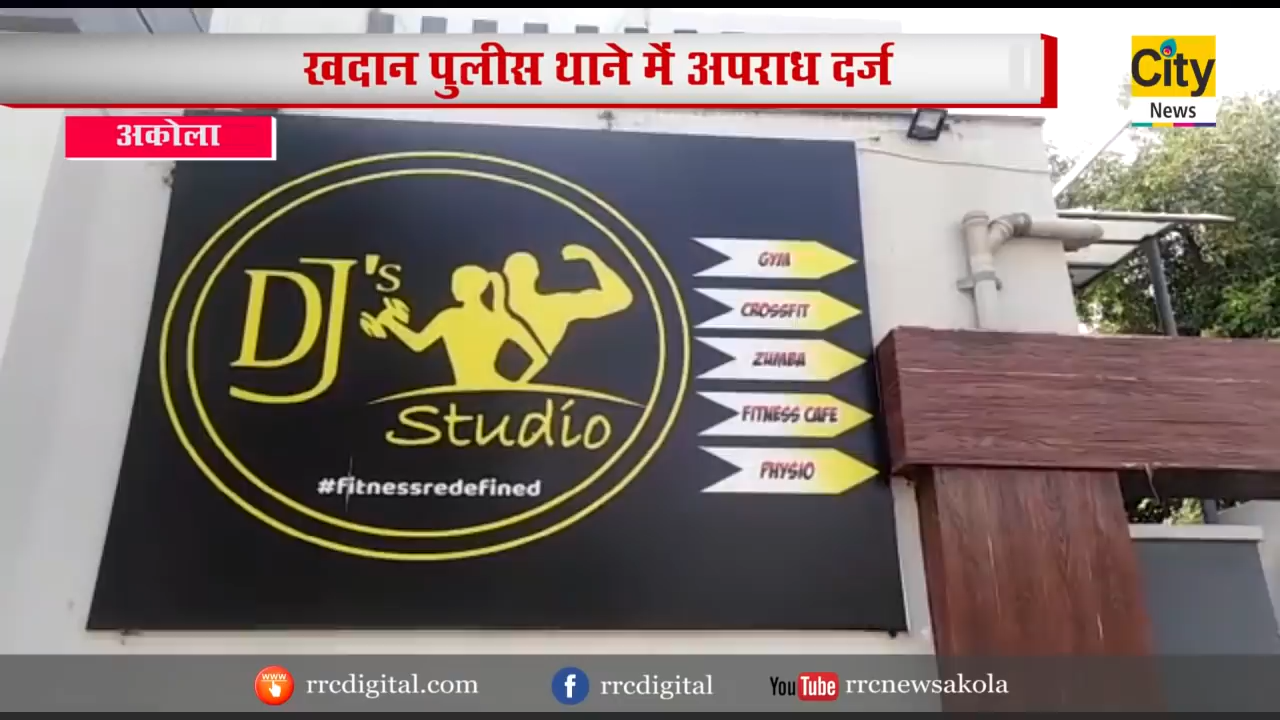 खदान पुलीस थाने में अपराध दर्ज
City
News
अकोला
DJ's
Studio
#fitnessredefined
GYM
CROSSFIT
ZUMBA
FITNESS CAFE
PHYSIO
www
rrcdigital.com
f rrcdigital
YouTube rrcnewsakola